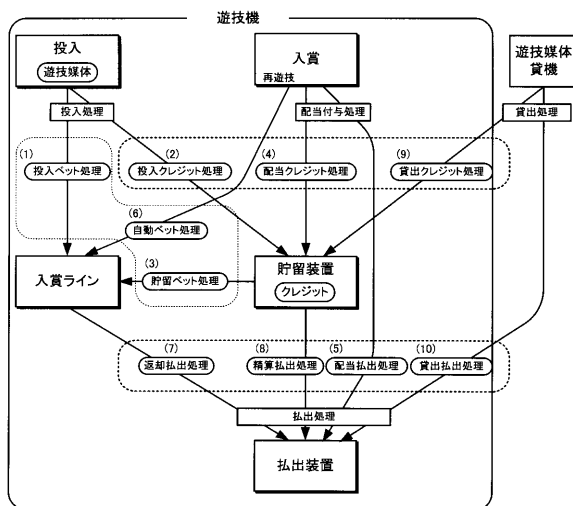 遊技機
投入
遊技媒体
入賞
再遊技
遊技媒体
貸機
投入処理
配当付与処理
貸出処理
(1)
(2)
(4)
(9)
投入ベット処理
投入クレジット処理
配当クレジット処理
貸出クレジット処理
(6)
自動ベット処理
入賞ライン
(3)
貯留ベット処理
貯留装置
クレジット
(7)
(8)
(5)
(10)
返却払出処理
精算払出処理
配当払出処理
貸出払出処理
払出処理
払出装置